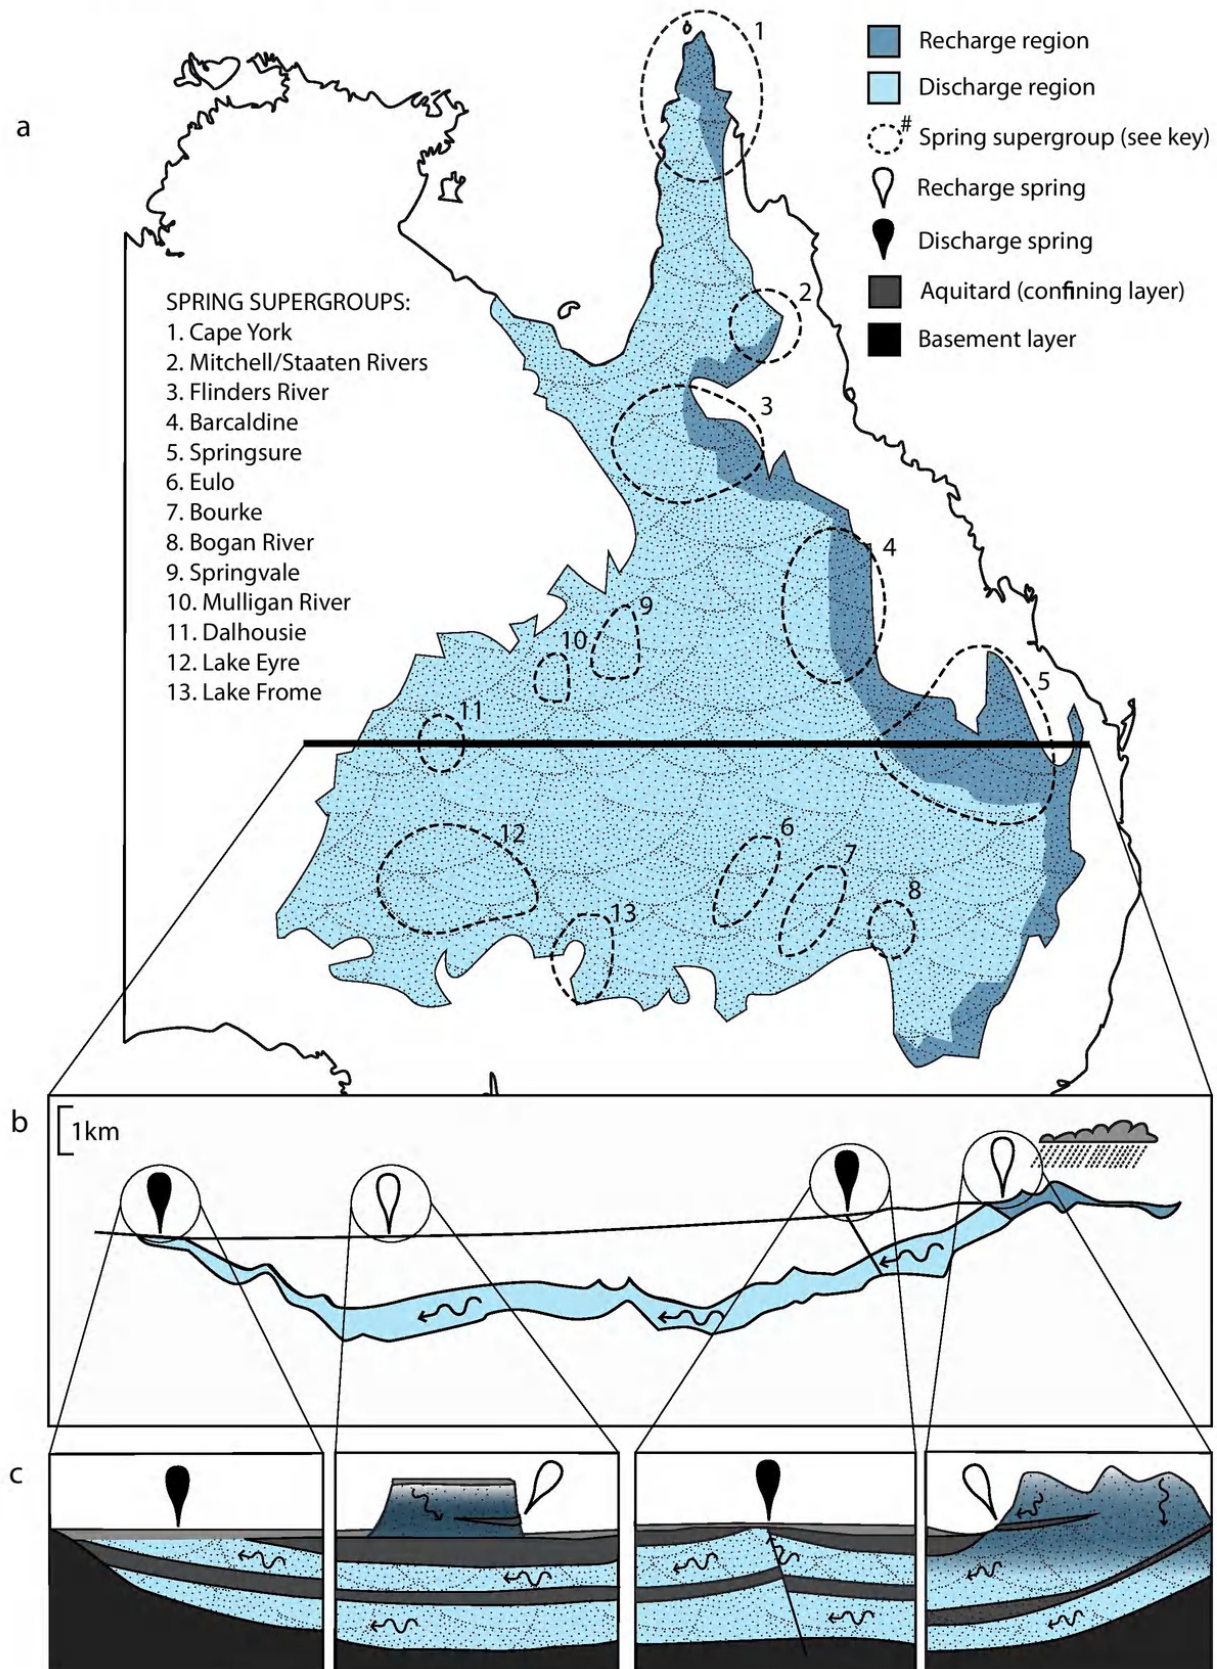 a
Recharge region
Discharge region
# Spring supergroup (see key)
Recharge spring
Discharge spring
Aquitard (confining layer)
Basement layer
SPRING SUPERGROUPS:
1. Cape York
2. Mitchell/Staaten Rivers
3. Flinders River
4. Barcaldine
5. Springsure
6. Eulo
7. Bourke
8. Bogan River
9. Springvale
10. Mulligan River
11. Dalhousie
12. Lake Eyre
13. Lake Frome
1
2
3
4
9
10
5
11
6
12
7
8
13
b
1km
c